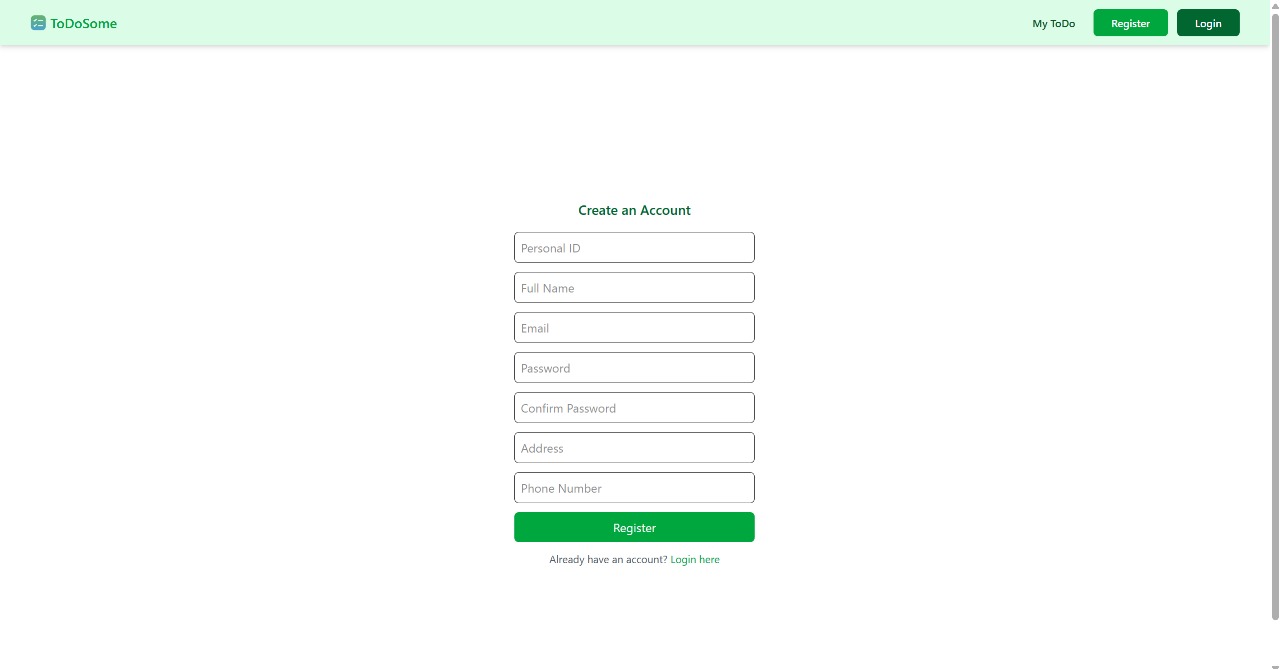 ToDoSome My ToDo Register Login
Create an Account
Personal ID
Full Name
Email
Password
Confirm Password
Address
Phone Number
Register
Already have an account? Login here